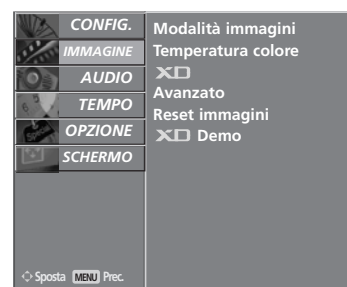 CONFIG.
IMMAGINE
AUDIO
TEMPO
OPZIONE
SCHERMO
Modalità immagini
Temperatura colore
XD
Avanzato
Reset immagini
XD Demo
Sposta MENU Prec.